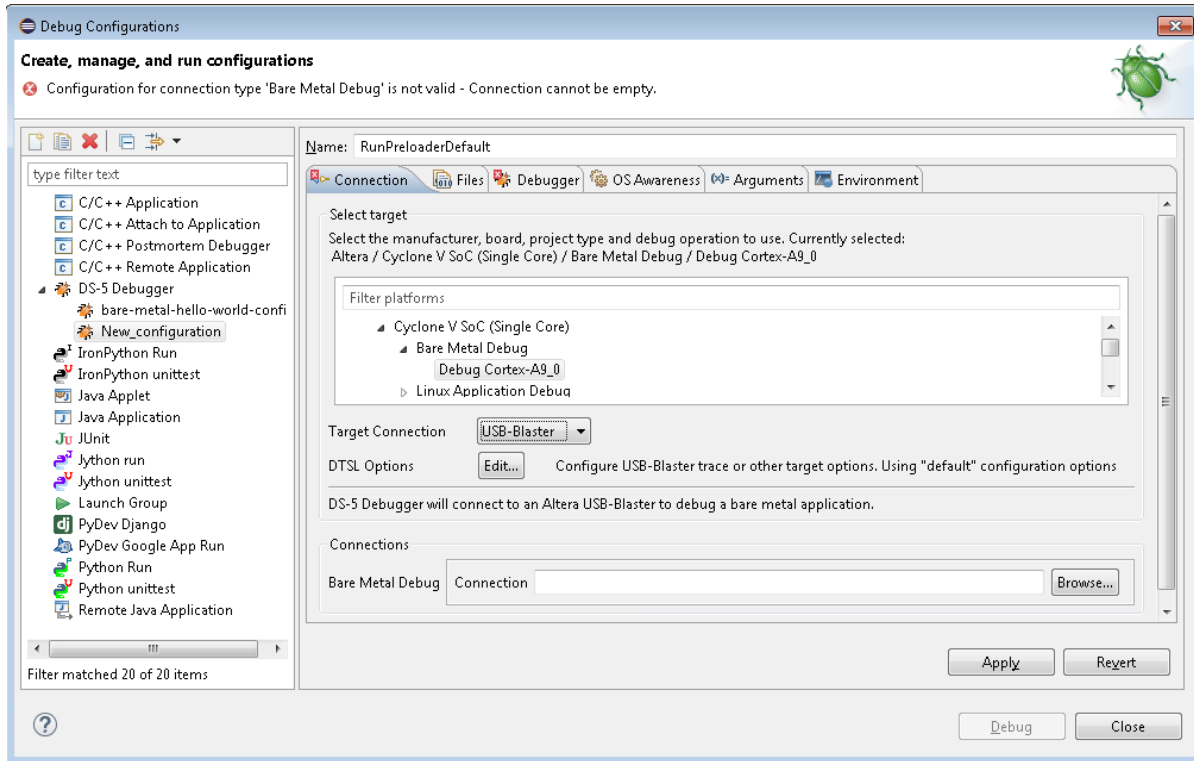 Debug Configurations
Create, manage, and run configurations
Configuration for connection type 'Bare Metal Debug' is not valid - Connection cannot be empty.
type filter text
C/C++ Application
C/C++ Attach to Application
C/C++ Postmortem Debugger
C/C++ Remote Application
DS-5 Debugger
bare-metal-hello-world-confi
New_configuration
IronPython Run
IronPython unittest
Java Applet
Java Application
Ju JUnit
Jython run
Jython unittest
Launch Group
dj PyDev Django
PyDev Google App Run
Python Run
Python unittest
Remote Java Application
Filter matched 20 of 20 items
Name: RunPreloaderDefault
Connection Files Debugger OS Awareness (x)= Arguments Environment
Select target
Select the manufacturer, board, project type and debug operation to use. Currently selected:
Altera / Cyclone V SoC (Single Core) / Bare Metal Debug / Debug Cortex-A9_0
Filter platforms
Cyclone V SoC (Single Core)
Bare Metal Debug
Debug Cortex-A9_0
Linux Application Debug
Target Connection USB-Blaster
DTSL Options Edit... Configure USB-Blaster trace or other target options. Using "default" configuration options
DS-5 Debugger will connect to an Altera USB-Blaster to debug a bare metal application.
Connections
Bare Metal Debug Connection Browse...
Apply Revert
? Debug Close